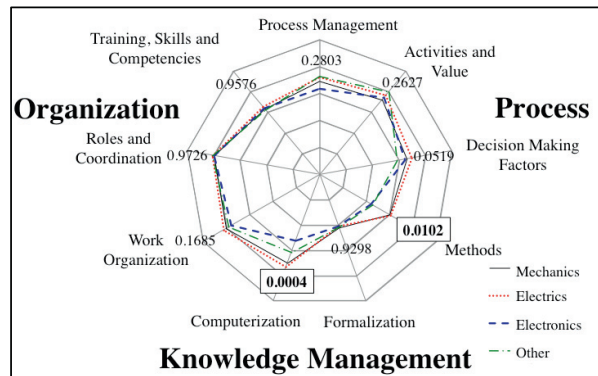 Process Management
Training, Skills and
Competencies
Activities and
Value
0.2803
0.9576
0.2627
Organization
Process
Roles and
Coordination
0.9726
0.0519
Decision Making
Factors
0.0102
Methods
0.1685
Work
Organization
0.9298
0.0004
Computerization
Formalization
Mechanics
Electrics
Electronics
Other
Knowledge Management